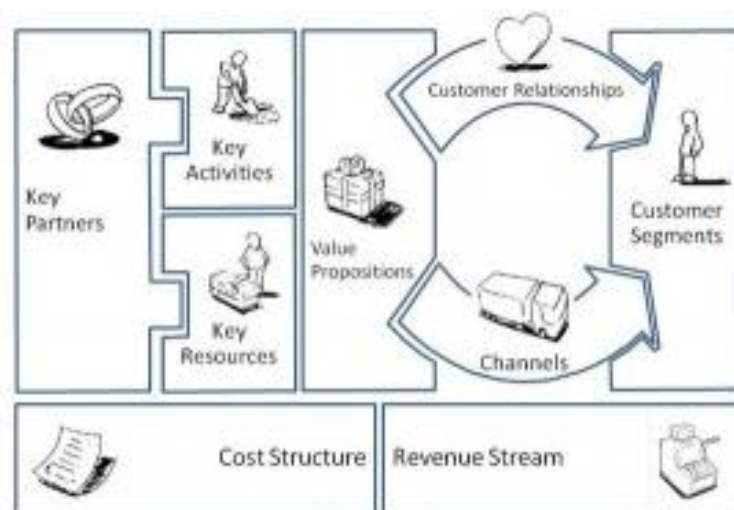 Key
Partners
Key
Activities
Key
Resources
Value
Propositions
Customer Relationships
Channels
Customer
Segments
Cost Structure
Revenue Stream